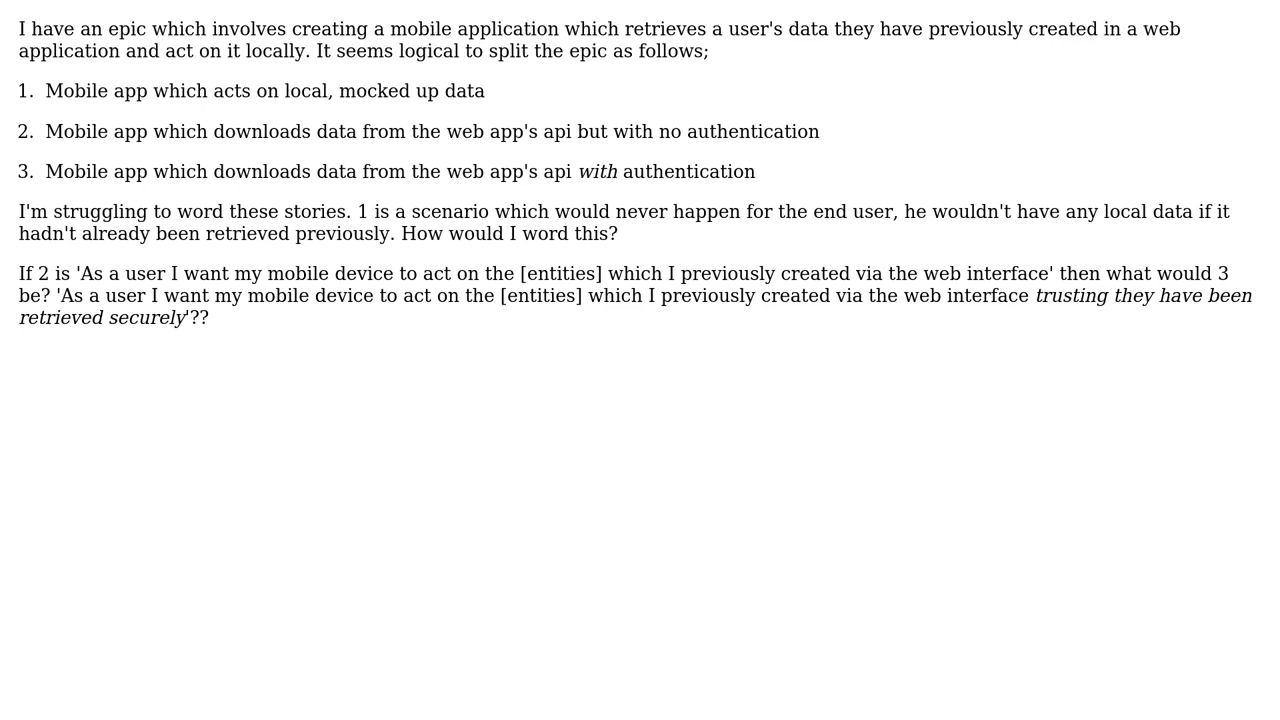 I have an epic which involves creating a mobile application which retrieves a user's data they have previously created in a web
application and act on it locally. It seems logical to split the epic as follows;
1. Mobile app which acts on local, mocked up data
2. Mobile app which downloads data from the web app's api but with no authentication
3. Mobile app which downloads data from the web app's api with authentication
I'm struggling to word these stories. 1 is a scenario which would never happen for the end user, he wouldn't have any local data if it
hadn't already been retrieved previously. How would I word this?
If 2 is 'As a user I want my mobile device to act on the [entities] which I previously created via the web interface' then what would 3
be? 'As a user I want my mobile device to act on the [entities] which I previously created via the web interface trusting they have been
retrieved securely'??